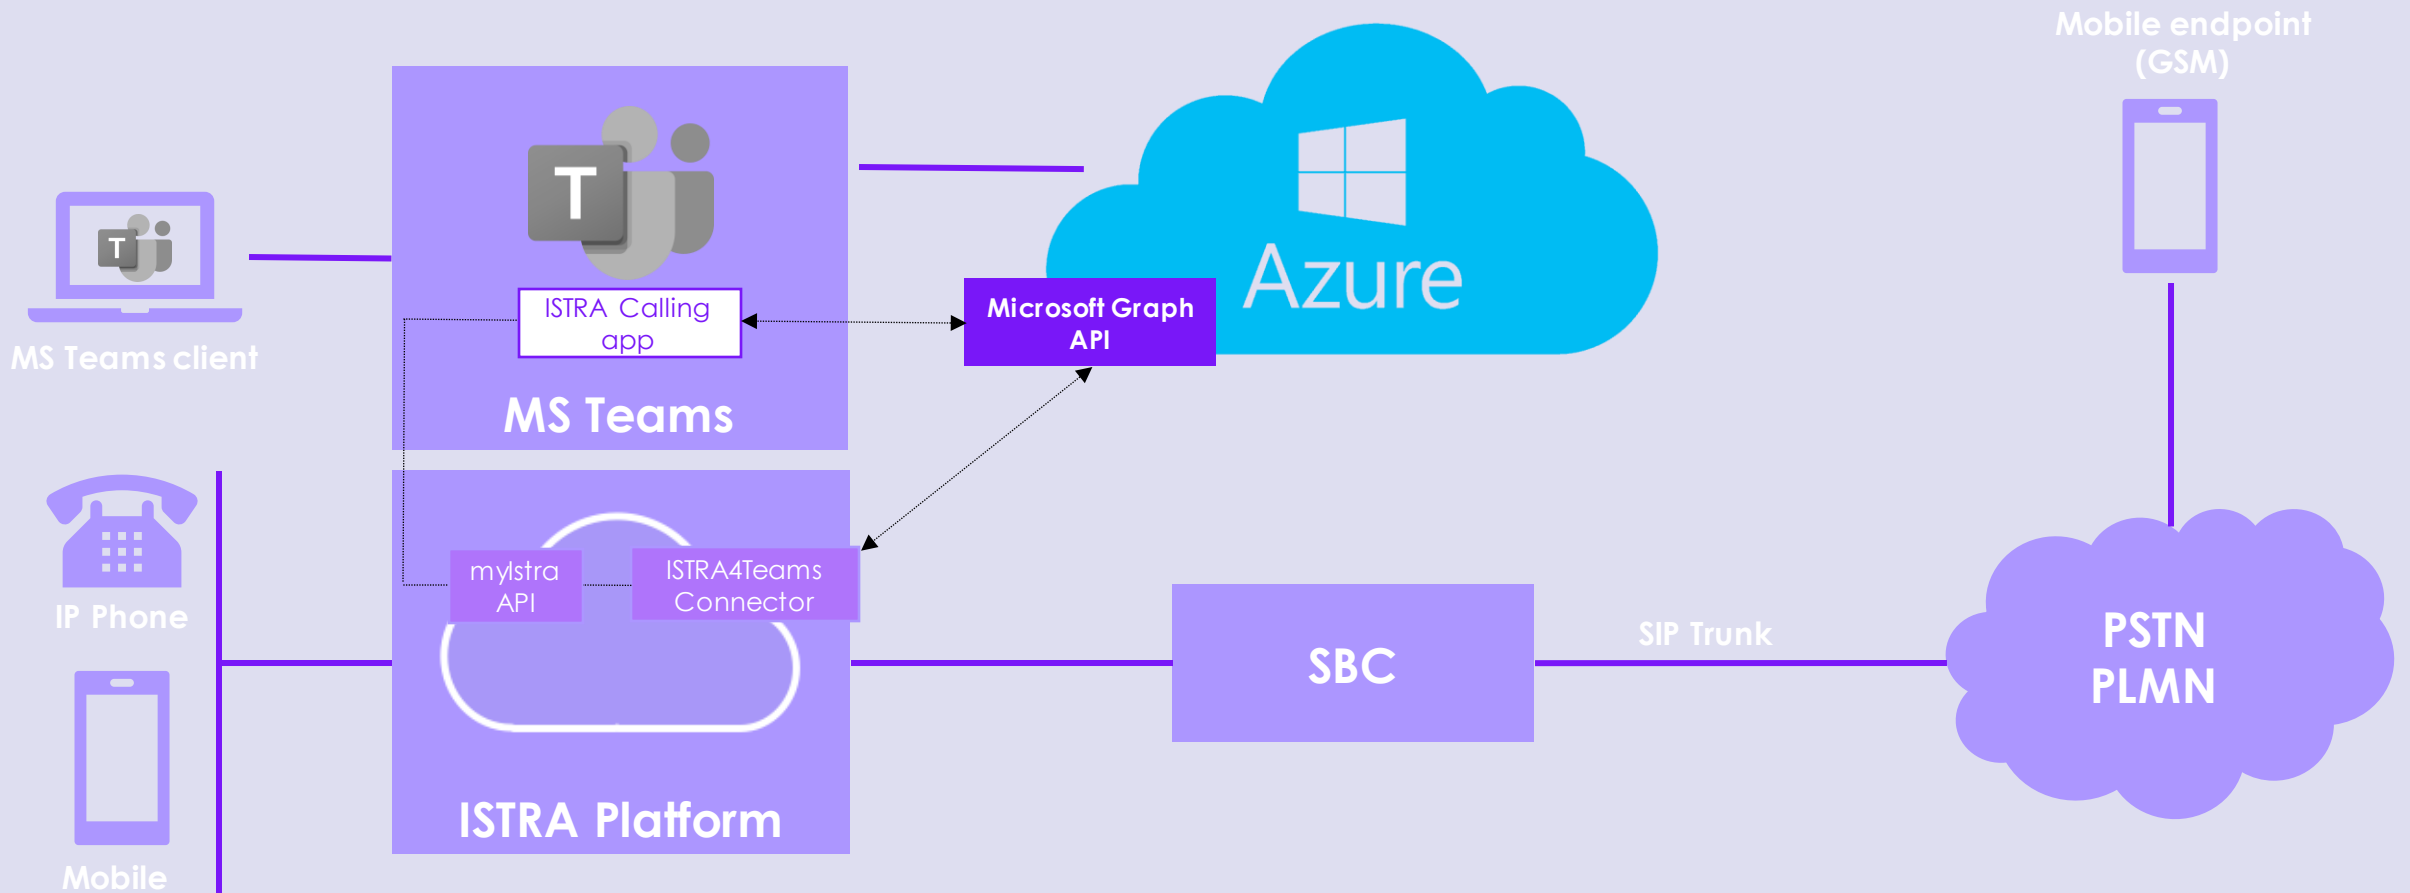 Mobile endpoint
(GSM)
T
T
MS Teams client
ISTRA Calling
app
MS Teams
Microsoft Graph
API
Azure
IP Phone
Mobile
myIstra
API
ISTRA4Teams
Connector
ISTRA Platform
SBC
SIP Trunk
PSTN
PLMN